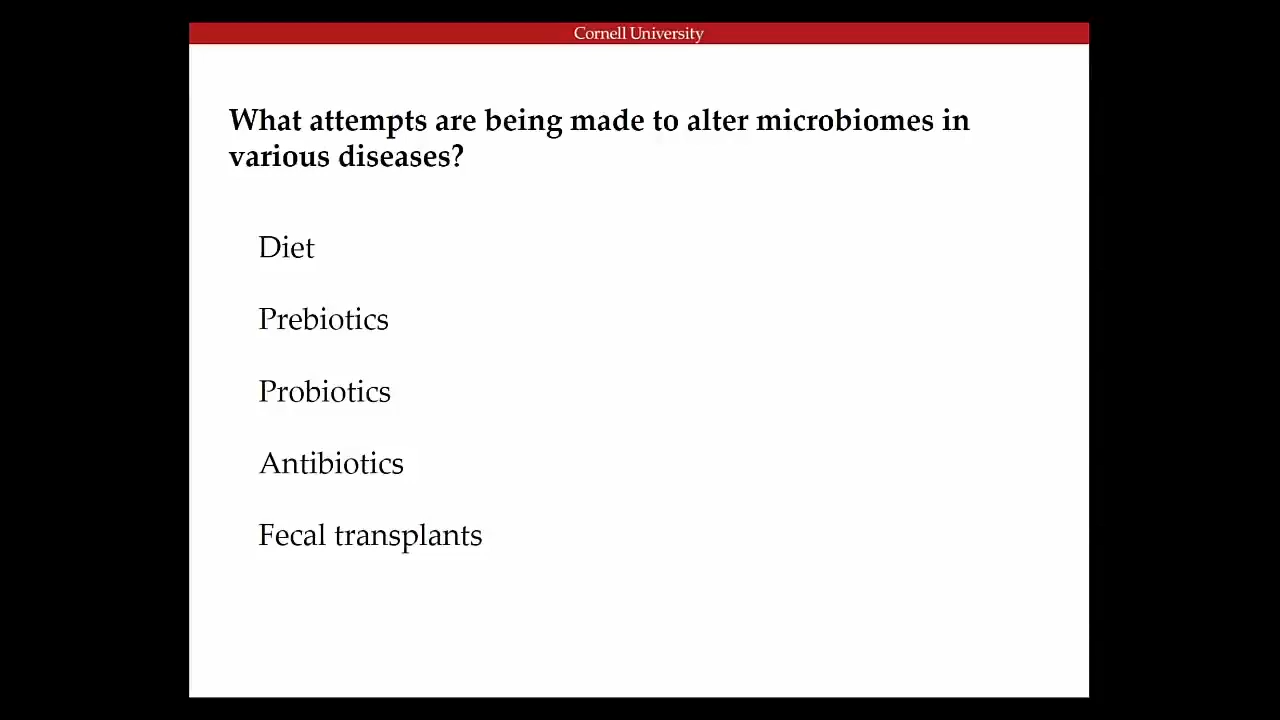 Cornell University
What attempts are being made to alter microbiomes in
various diseases?
Diet
Prebiotics
Probiotics
Antibiotics
Fecal transplants